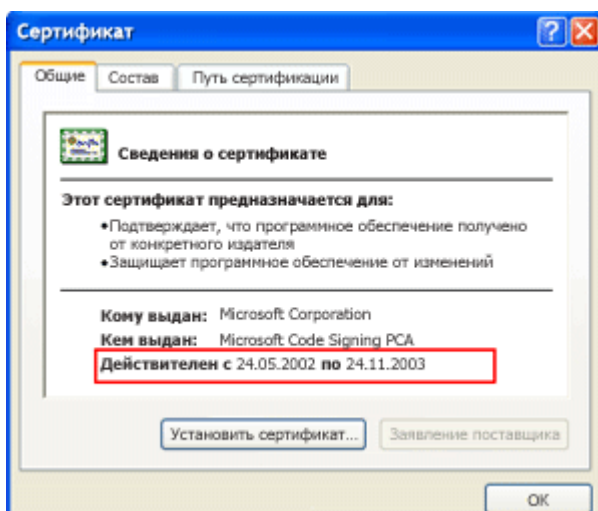 Сертификат
Общие Состав Путь сертификации
Сведения о сертификате
Этот сертификат предназначается для:
•Подтверждает, что программное обеспечение получено
от конкретного издателя
•Защищает программное обеспечение от изменений
Кому выдан: Microsoft Corporation
Кем выдан: Microsoft Code Signing PCA
Действителен с 24.05.2002 по 24.11.2003
Установить сертификат... Заявление поставщика
ОК